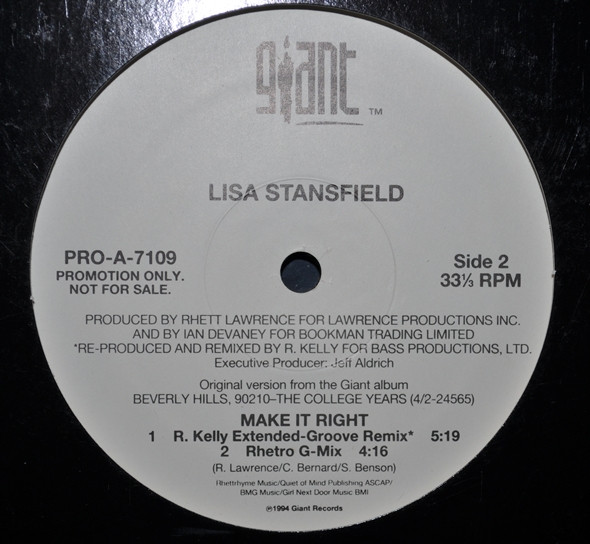 giant ™
LISA STANSFIELD
PRO-A-7109
PROMOTION ONLY.
NOT FOR SALE.
Side 2
33⅓ RPM
PRODUCED BY RHETT LAWRENCE FOR LAWRENCE PRODUCTIONS INC.
AND BY IAN DEVANEY FOR BOOKMAN TRADING LIMITED
*RE-PRODUCED AND REMIXED BY R. KELLY FOR BASS PRODUCTIONS, LTD.
Executive Producer: Jeff Aldrich
Original version from the Giant album
BEVERLY HILLS, 90210–THE COLLEGE YEARS (4/2-24565)
MAKE IT RIGHT
1 R. Kelly Extended-Groove Remix* 5:19
2 Rhetro G-Mix 4:16
(R. Lawrence/C. Bernard/S. Benson)
Rhettrhyme Music/Quiet of Mind Publishing ASCAP/
BMG Music/Girl Next Door Music BMI
℗1994 Giant Records